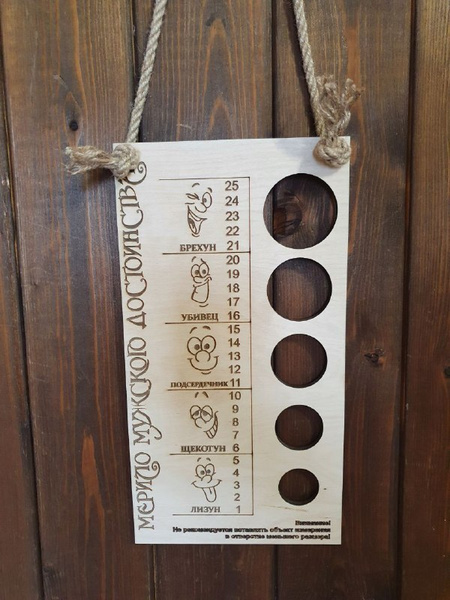 МЕРИЛО МУЖСКОГО ДОСТОИНСТВА
25
24
23
22
БРЕХУН 21
20
19
18
17
УБИВЕЦ 16
15
14
13
12
ПОДСЕРДЕЧНИК 11
10
9
8
7
ЩЕКОТУН 6
5
4
3
2
ЛИЗУН 1
Внимание!
Не рекомендуется вставлять объект измерения
в отверстие меньшего размера!